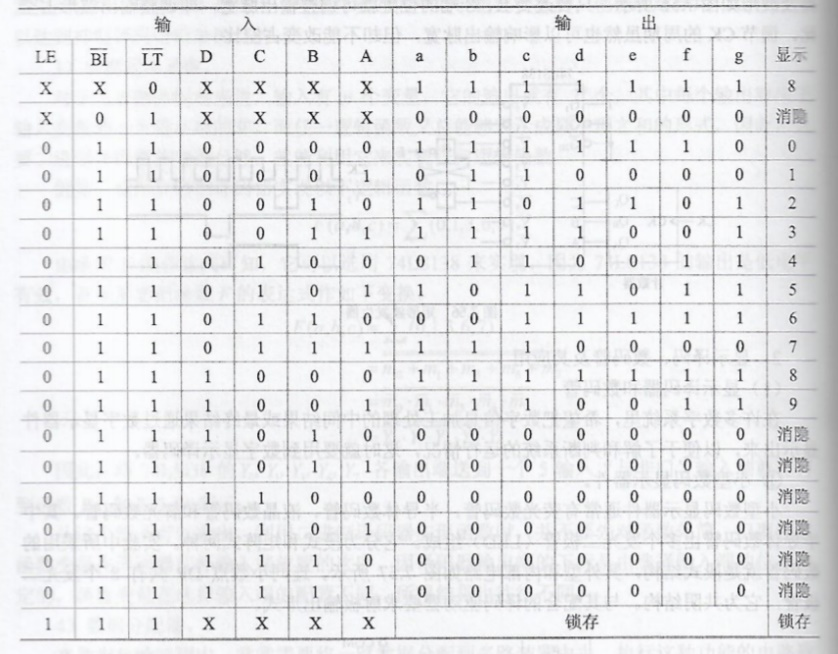 输 入 输 出
LE B̅I̅ L̅T̅ D C B A a b c d e f g 显示
X X 0 X X X X 1 1 1 1 1 1 1 8
X 0 1 X X X X 0 0 0 0 0 0 0 消隐
0 1 1 0 0 0 0 1 1 1 1 1 1 0 0
0 1 1 0 0 0 1 0 1 1 0 0 0 0 1
0 1 1 0 0 1 0 1 1 0 1 1 0 1 2
0 1 1 0 0 1 1 1 1 1 1 0 0 1 3
0 1 1 0 1 0 0 0 1 1 0 0 1 1 4
0 1 1 0 1 0 1 1 0 1 1 0 1 1 5
0 1 1 0 1 1 0 0 0 1 1 1 1 1 6
0 1 1 0 1 1 1 1 1 1 0 0 0 0 7
0 1 1 1 0 0 0 1 1 1 1 1 1 1 8
0 1 1 1 0 0 1 1 1 1 0 0 1 1 9
0 1 1 1 0 1 0 0 0 0 0 0 0 0 消隐
0 1 1 1 0 1 1 0 0 0 0 0 0 0 消隐
0 1 1 1 1 0 0 0 0 0 0 0 0 0 消隐
0 1 1 1 1 0 1 0 0 0 0 0 0 0 消隐
0 1 1 1 1 1 0 0 0 0 0 0 0 0 消隐
0 1 1 1 1 1 1 0 0 0 0 0 0 0 消隐
1 1 1 X X X X 锁存 锁存